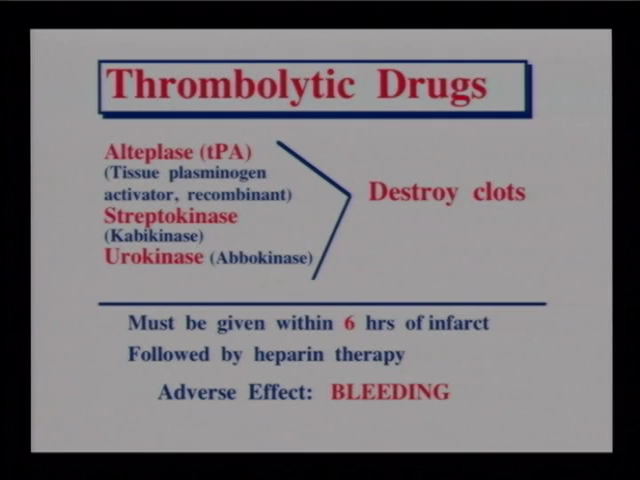 Thrombolytic Drugs
Alteplase (tPA)
(Tissue plasminogen
activator, recombinant)
Destroy clots
Streptokinase
(Kabikinase)
Urokinase (Abbokinase)
Must be given within 6 hrs of infarct
Followed by heparin therapy
Adverse Effect: BLEEDING